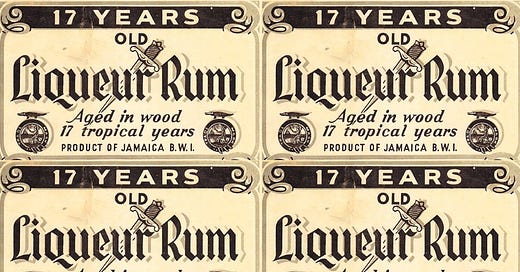 17 YEARS
OLD
Liqueur Rum
Aged in wood
17 tropical years
PRODUCT OF JAMAICA B.W.I.
17 YEARS
OLD
Liqueur Rum
Aged in wood
17 tropical years
PRODUCT OF JAMAICA B.W.I.
17 YEARS
OLD
Liqueur Rum
17 YEARS
OLD
Liqueur Rum